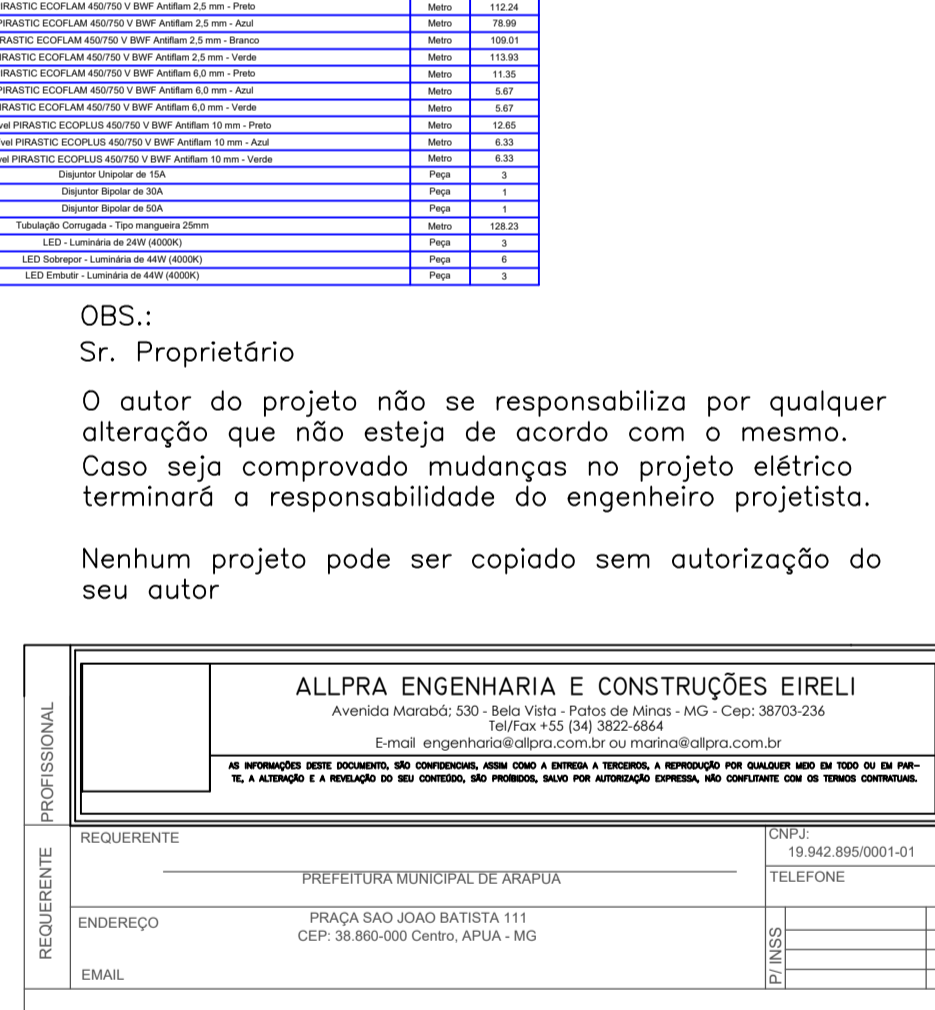 PIRASTIC ECOFLAM 450/750 V BWF Antiflam 2,5 mm - Preto Metro 112.24
PIRASTIC ECOFLAM 450/750 V BWF Antiflam 2,5 mm - Azul Metro 78.99
RASTIC ECOFLAM 450/750 V BWF Antiflam 2,5 mm - Branco Metro 109.01
IRASTIC ECOFLAM 450/750 V BWF Antiflam 2,5 mm - Verde Metro 113.93
IRASTIC ECOFLAM 450/750 V BWF Antiflam 6,0 mm - Preto Metro 11.35
PIRASTIC ECOFLAM 450/750 V BWF Antiflam 6,0 mm - Azul Metro 5.67
IRASTIC ECOFLAM 450/750 V BWF Antiflam 6,0 mm - Verde Metro 5.67
vel PIRASTIC ECOPLUS 450/750 V BWF Antiflam 10 mm - Preto Metro 12.65
vel PIRASTIC ECOPLUS 450/750 V BWF Antiflam 10 mm - Azul Metro 6.33
vel PIRASTIC ECOPLUS 450/750 V BWF Antiflam 10 mm - Verde Metro 6.33
Disjuntor Unipolar de 15A Peça 3
Disjuntor Bipolar de 30A Peça 1
Disjuntor Bipolar de 50A Peça 1
Tubulação Corrugada - Tipo mangueira 25mm Metro 128.23
LED - Luminária de 24W (4000K) Peça 3
LED Sobrepor - Luminária de 44W (4000K) Peça 6
LED Embutir - Luminária de 44W (4000K) Peça 3
OBS.:
Sr. Proprietário
O autor do projeto não se responsabiliza por qualquer
alteração que não esteja de acordo com o mesmo.
Caso seja comprovado mudanças no projeto elétrico
terminará a responsabilidade do engenheiro projetista.
Nenhum projeto pode ser copiado sem autorização do
seu autor
PROFISSIONAL
ALLPRA ENGENHARIA E CONSTRUÇÕES EIRELI
Avenida Marabá; 530 - Bela Vista - Patos de Minas - MG - Cep: 38703-236
Tel/Fax +55 (34) 3822-6864
E-mail engenharia@allpra.com.br ou marina@allpra.com.br
AS INFORMAÇÕES DESTE DOCUMENTO, SÃO CONFIDENCIAIS, ASSIM COMO A ENTREGA A TERCEIROS, A REPRODUÇÃO POR QUALQUER MEIO EM TODO OU EM PAR-
TE, A ALTERAÇÃO E A REVELAÇÃO DO SEU CONTEÚDO, SÃO PROÍBIDOS, SALVO POR AUTORIZAÇÃO EXPRESSA, NÃO CONFLITANTE COM OS TERMOS CONTRATUAIS.
REQUERENTE
REQUERENTE
PREFEITURA MUNICIPAL DE ARAPUA
CNPJ:
19.942.895/0001-01
TELEFONE
ENDEREÇO
PRAÇA SAO JOAO BATISTA 111
CEP: 38.860-000 Centro, APUA - MG
EMAIL
P/ INSS